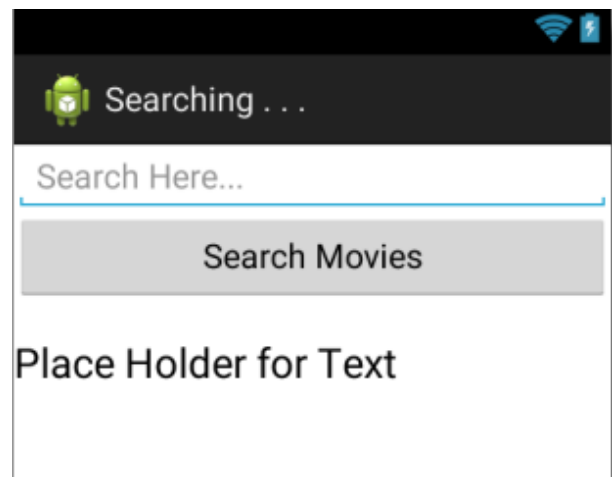 Searching . . .
Search Here...
Search Movies
Place Holder for Text